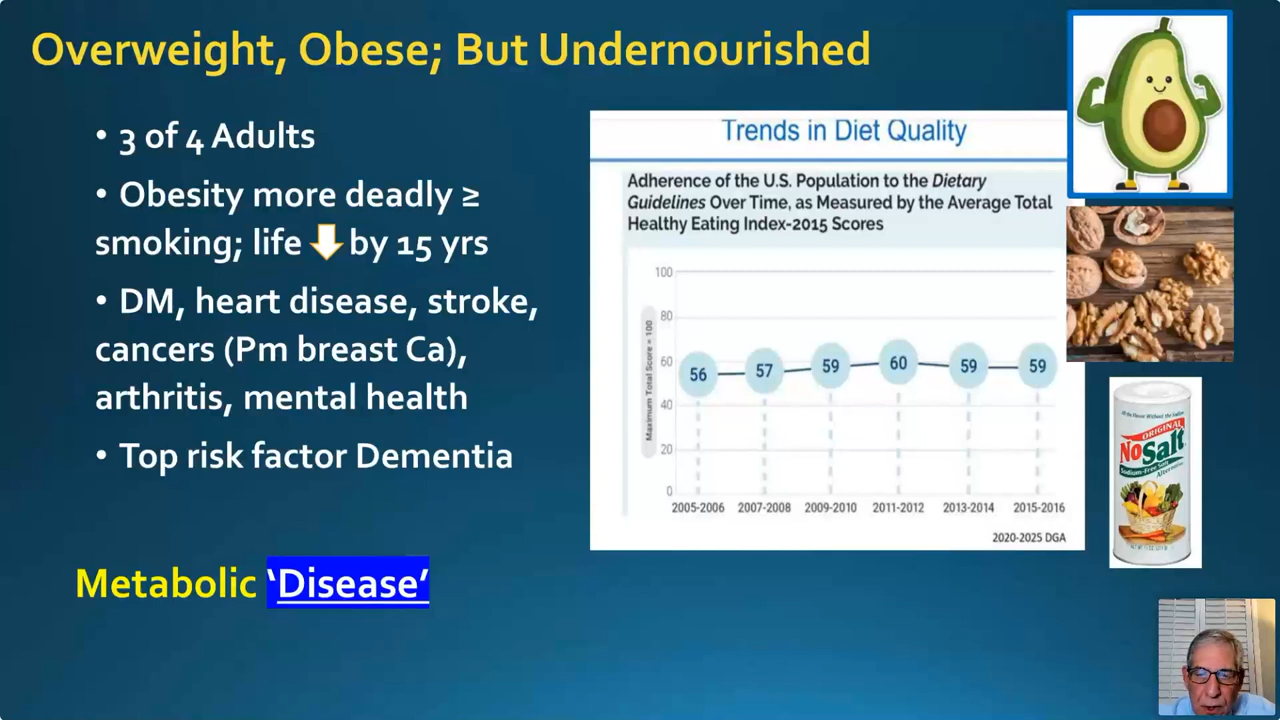 Overweight, Obese; But Undernourished
• 3 of 4 Adults
• Obesity more deadly ≥
smoking; life by 15 yrs
• DM, heart disease, stroke,
cancers (Pm breast Ca),
arthritis, mental health
• Top risk factor Dementia
Metabolic ‘Disease’
Trends in Diet Quality
Adherence of the U.S. Population to the Dietary
Guidelines Over Time, as Measured by the Average Total
Healthy Eating Index-2015 Scores
Maximum Total Score = 100
100
80
60
40
20
0
56 57 59 60 59 59
2005-2006 2007-2008 2009-2010 2011-2012 2013-2014 2015-2016
2020-2025 DGA
ORIGINAL
NoSalt
Sodium-Free Salt